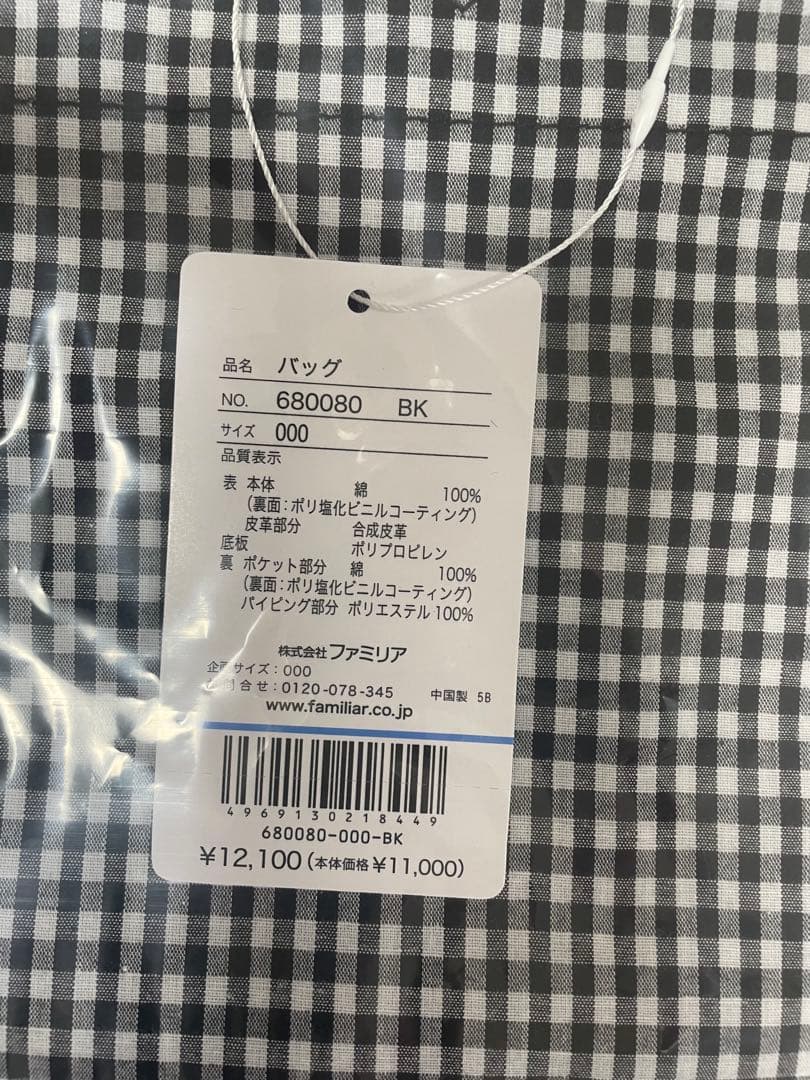 品名 バッグ
NO. 680080 BK
サイズ 000
品質表示
表 本体 綿 100%
(裏面:ポリ塩化ビニルコーティング)
皮革部分 合成皮革
底板 ポリプロピレン
裏 ポケット部分 綿 100%
(裏面:ポリ塩化ビニルコーティング)
パイピング部分 ポリエステル 100%
株式会社 ファミリア
企画サイズ:000
お問合せ:0120-078-345 中国製 5B
www.familiar.co.jp
4969130218449
680080-000-BK
¥12,100(本体価格¥11,000)